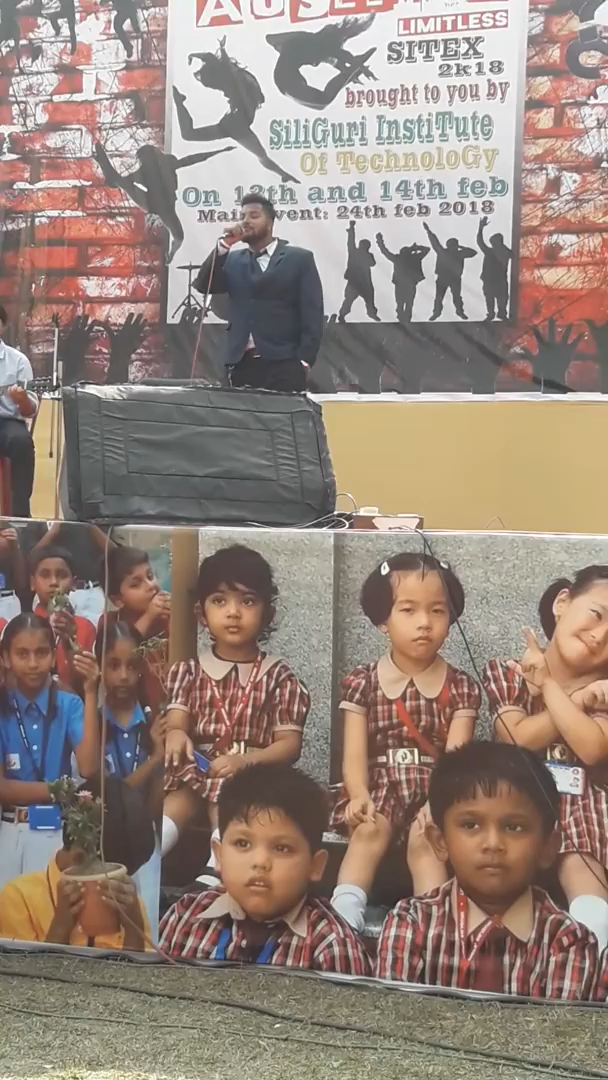 LIMITLESS
SITEX
2k18
brought to you by
SiliGuri InstiTute
Of TechnoloGy
On 13th and 14th feb
Main event: 24th feb 2018